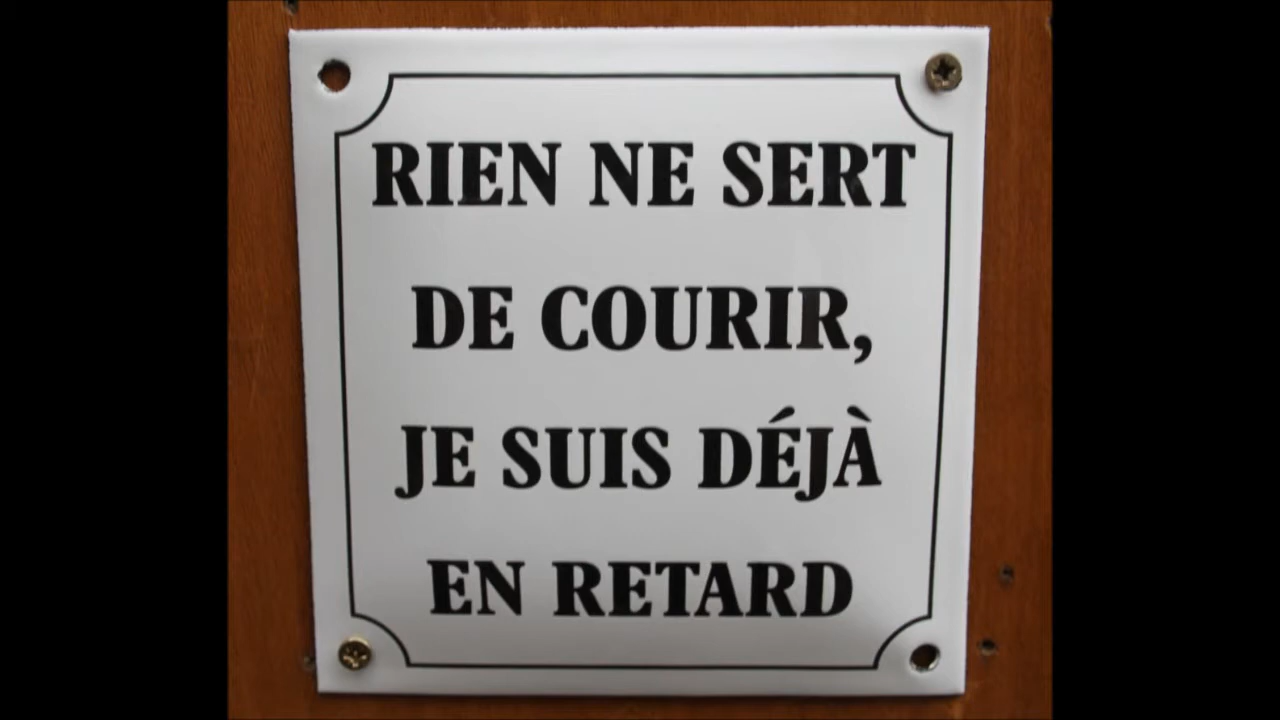 RIEN NE SERT
DE COURIR,
JE SUIS DÉJÀ
EN RETARD